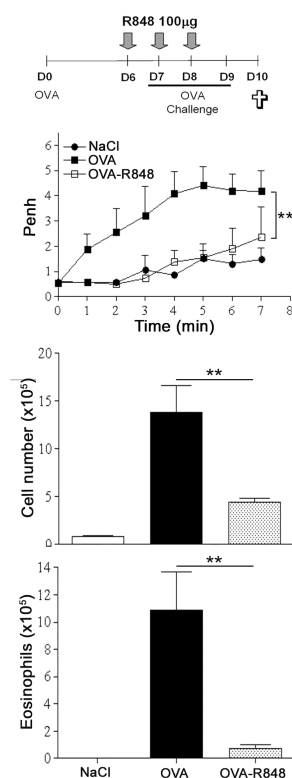 R848 100µg
D0 D6 D7 D8 D9 D10
OVA OVA
Challenge
Penh
6
5
4
3
2
1
0
NaCl
OVA
OVA-R848
**
0 1 2 3 4 5 6 7 8
Time (min)
Cell number (x10⁵)
20
15
10
5
0
**
Eosinophils (x10⁵)
14
12
10
8
6
4
2
0
**
NaCl OVA OVA-R848